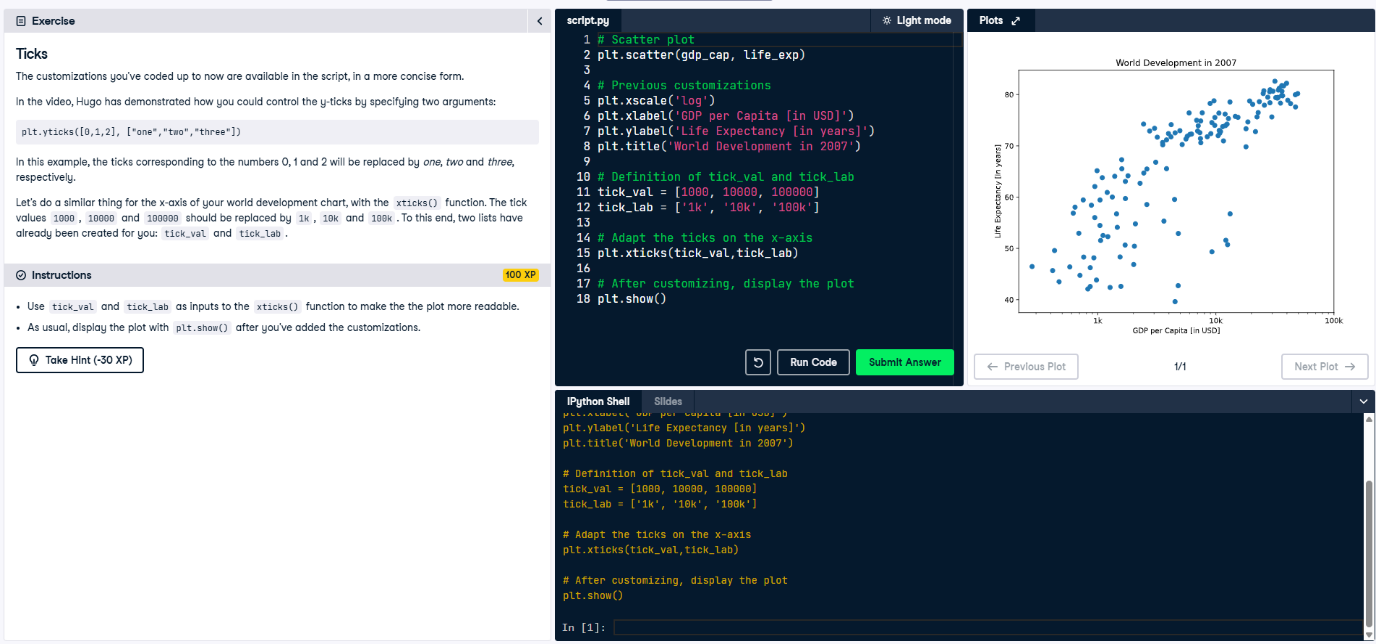 Exercise
Ticks
The customizations you've coded up to now are available in the script, in a more concise form.
In the video, Hugo has demonstrated how you could control the y-ticks by specifying two arguments:
plt.yticks([0,1,2], ["one","two","three"])
In this example, the ticks corresponding to the numbers 0, 1 and 2 will be replaced by one, two and three,
respectively.
Let's do a similar thing for the x-axis of your world development chart, with the xticks() function. The tick
values 1000, 10000 and 100000 should be replaced by 1k, 10k and 100k. To this end, two lists have
already been created for you: tick_val and tick_lab.
Instructions
100 XP
• Use tick_val and tick_lab as inputs to the xticks() function to make the the plot more readable.
• As usual, display the plot with plt.show() after you've added the customizations.
Take Hint (-30 XP)
script.py
Light mode
1 # Scatter plot
2 plt.scatter(gdp_cap, life_exp)
3
4 # Previous customizations
5 plt.xscale('log')
6 plt.xlabel('GDP per Capita [in USD]')
7 plt.ylabel('Life Expectancy [in years]')
8 plt.title('World Development in 2007')
9
10 # Definition of tick_val and tick_lab
11 tick_val = [1000, 10000, 100000]
12 tick_lab = ['1k', '10k', '100k']
13
14 # Adapt the ticks on the x-axis
15 plt.xticks(tick_val,tick_lab)
16
17 # After customizing, display the plot
18 plt.show()
Run Code
Submit Answer
Plots
World Development in 2007
Life Expectancy [in years]
80
70
60
50
40
1k 10k 100k
GDP per Capita [in USD]
← Previous Plot
1/1
Next Plot →
IPython Shell
Slides
plt.xlabel('GDP per Capita [in USD]')
plt.ylabel('Life Expectancy [in years]')
plt.title('World Development in 2007')
# Definition of tick_val and tick_lab
tick_val = [1000, 10000, 100000]
tick_lab = ['1k', '10k', '100k']
# Adapt the ticks on the x-axis
plt.xticks(tick_val,tick_lab)
# After customizing, display the plot
plt.show()
In [1]: